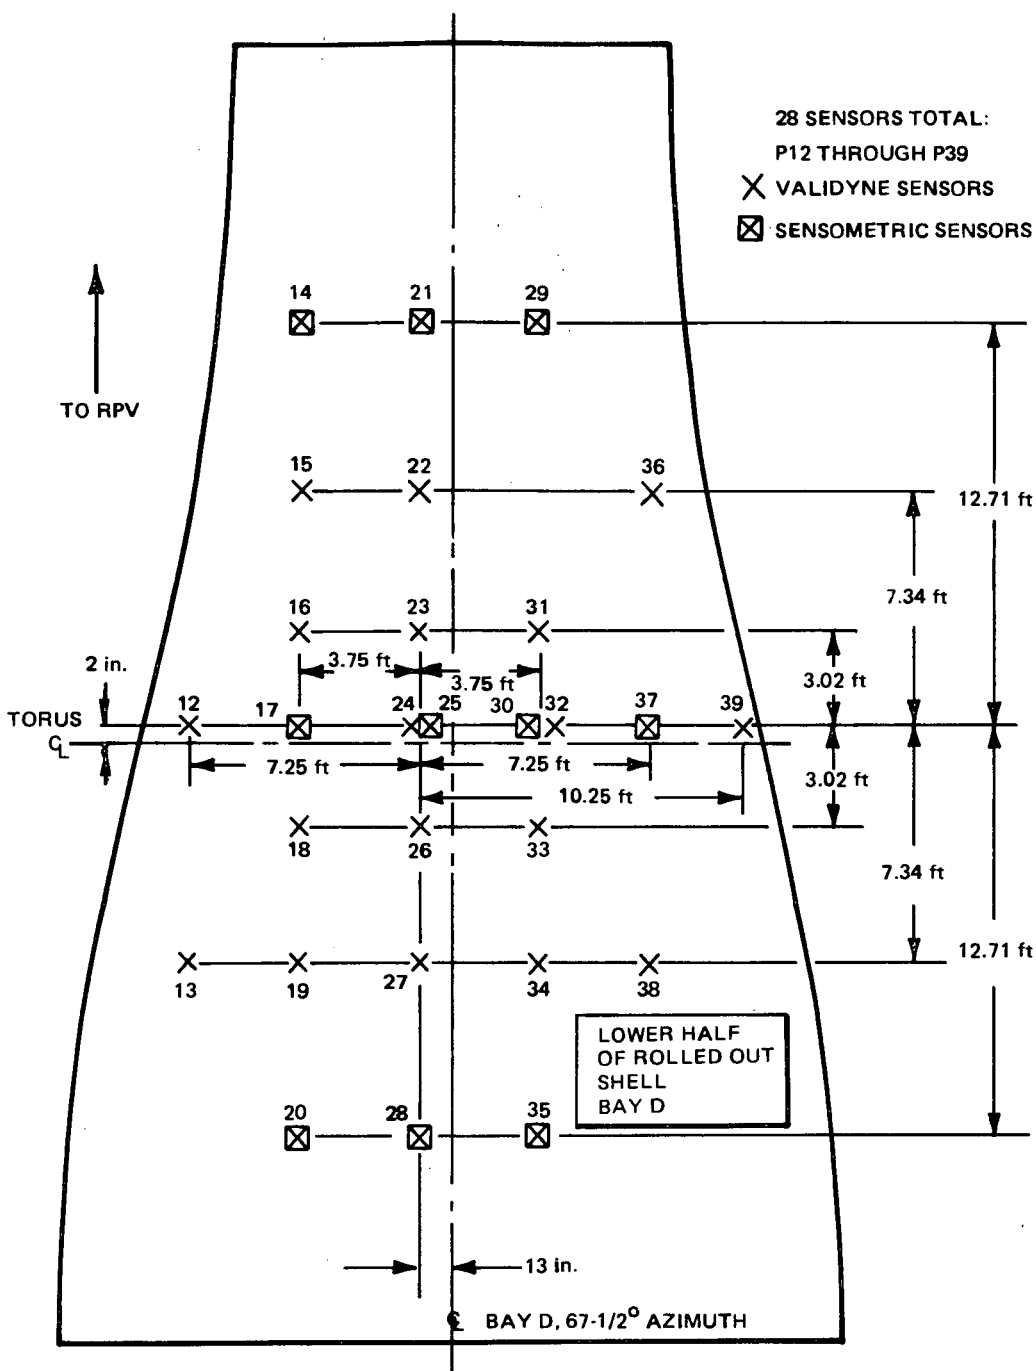 28 SENSORS TOTAL:
P12 THROUGH P39
VALIDYNE SENSORS
SENSOMETRIC SENSORS
14 21 29
TO RPV
15 22 36
12.71 ft
7.34 ft
16 23 31
3.75 ft
3.75 ft
3.02 ft
2 in.
TORUS
CL
12 17 24 25 30 32 37 39
7.25 ft
7.25 ft
3.02 ft
10.25 ft
18 26 33
7.34 ft
12.71 ft
13 19 27 34 38
LOWER HALF
OF ROLLED OUT
SHELL
BAY D
20 28 35
13 in.
CL BAY D, 67-1/2° AZIMUTH